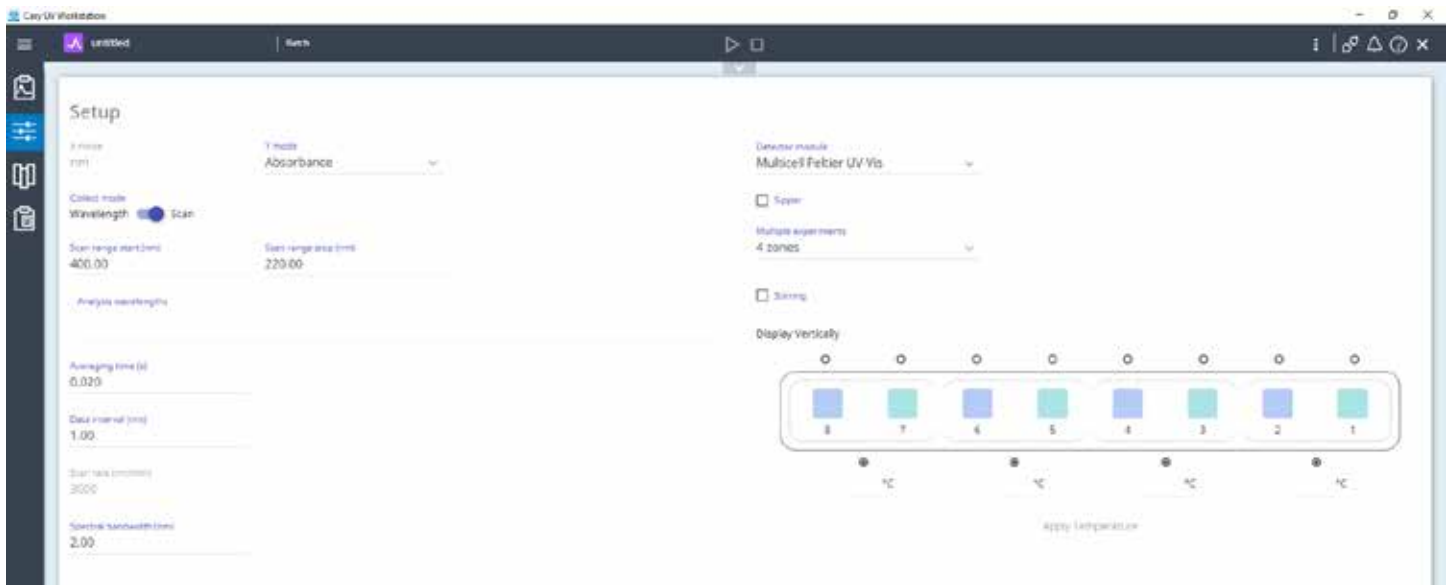 Cary UV Workstation
untitled
Batch
Setup
X mode
nm
Y mode
Absorbance
Collect mode
Wavelength Scan
Scan range start (nm)
400.00
Scan range stop (nm)
220.00
Analysis wavelengths
Averaging time (s)
0.020
Data interval (nm)
1.00
Scan rate (nm/min)
3000
Spectral bandwidth (nm)
2.00
Detector module
Multicell Peltier UV-Vis
Sipper
Multiple experiments
4 zones
Stirring
Display Vertically
8 7 6 5 4 3 2 1
°C °C °C °C
Apply Temperature